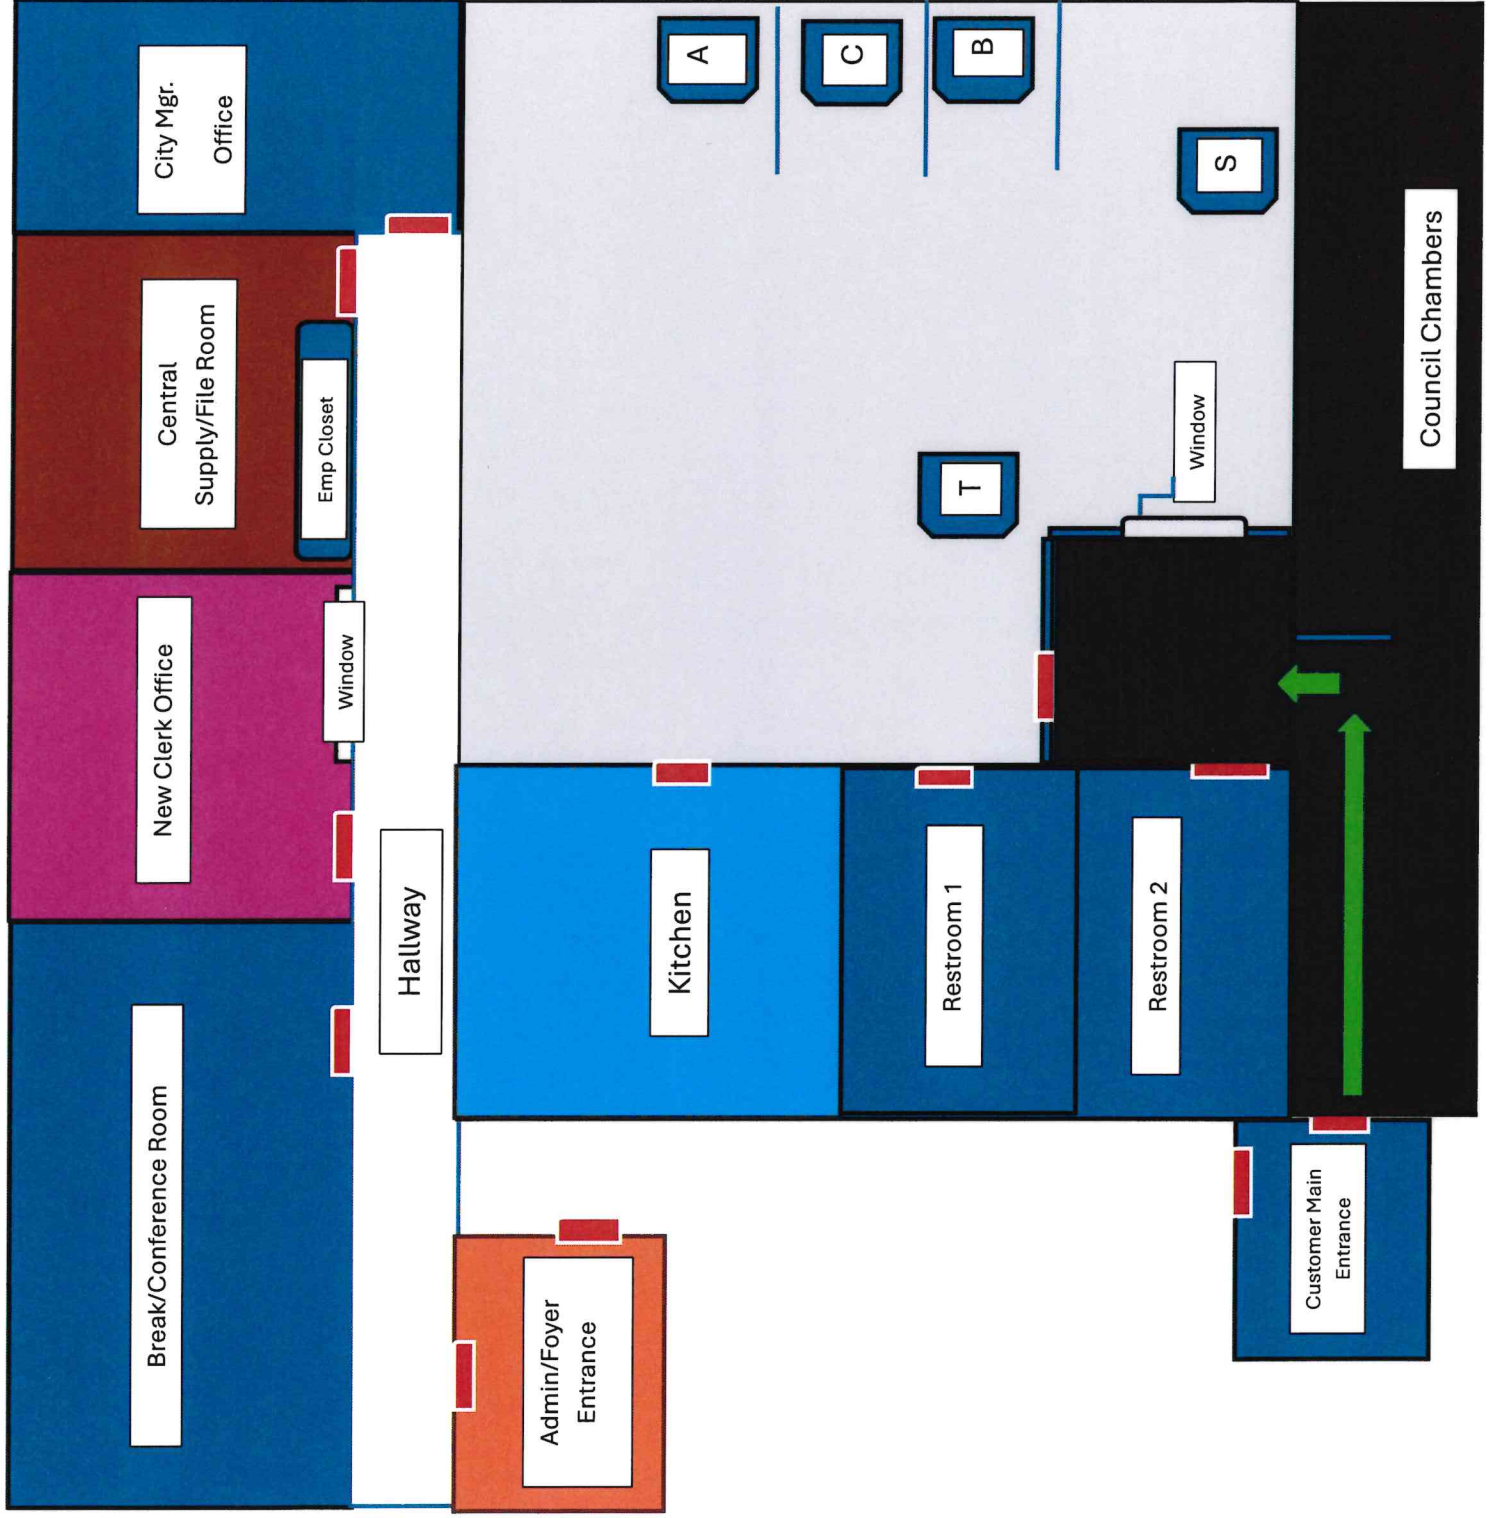 Break/Conference Room
New Clerk Office
Central
Supply/File Room
City Mgr.
Office
Window
Emp Closet
Hallway
Admin/Foyer
Entrance
Kitchen
A
C
Restroom 1
T
B
Restroom 2
Window
S
Customer Main
Entrance
Council Chambers